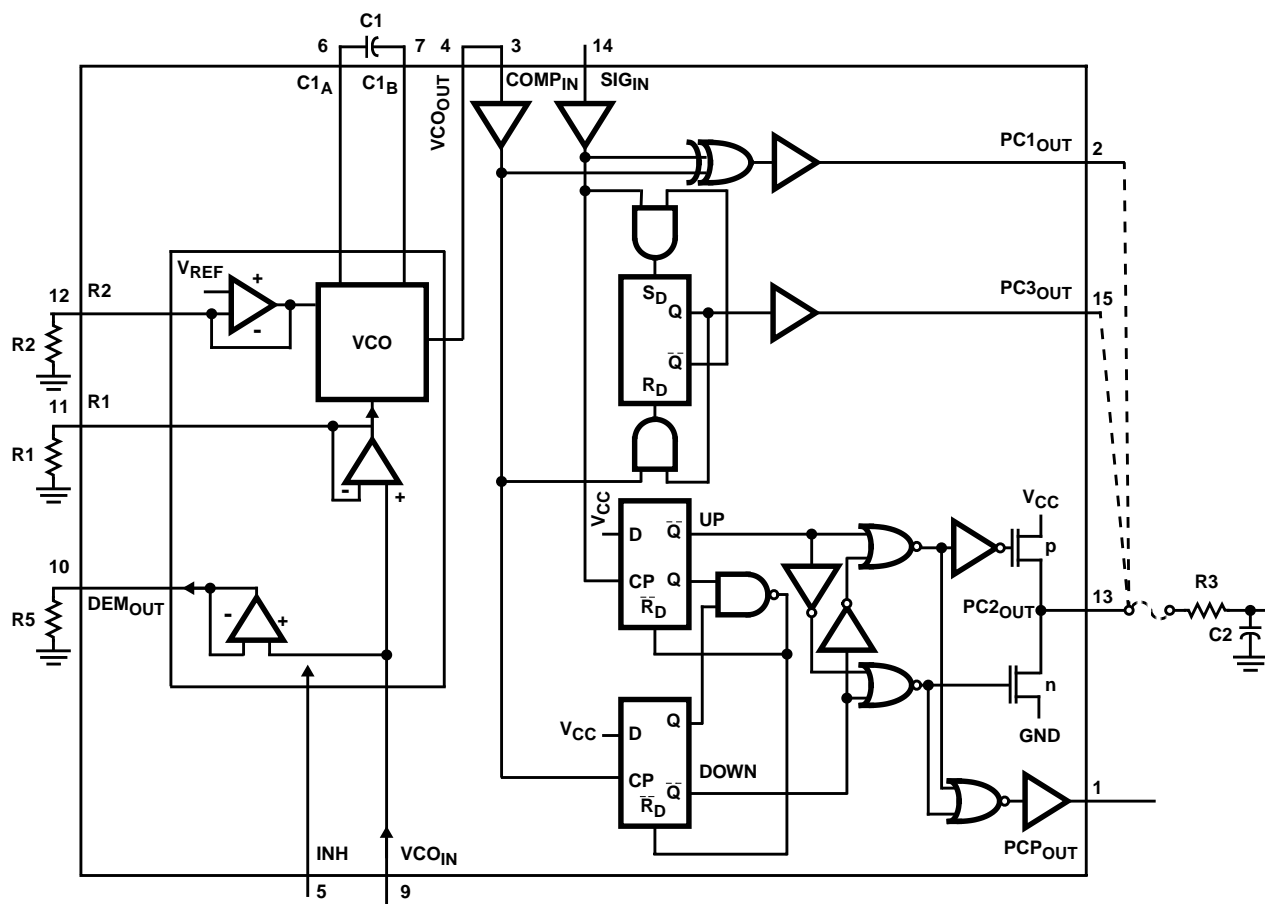 C1
6 7 4 3 14
C1A C1B VCOOUT COMPIN SIGIN
PC1OUT 2
VREF
+
-
12 R2
R2
VCO
SD
Q
Q̅
RD
PC3OUT 15
11 R1
R1
- +
VCC
D
Q̅ UP
CP
Q
R̅D
VCC
p
10
DEMOUT
R5
- +
PC2OUT 13
R3
C2
n
GND
VCC
D
Q
CP
Q̅ DOWN
R̅D
1
PCPOUT
INH VCOIN
5 9